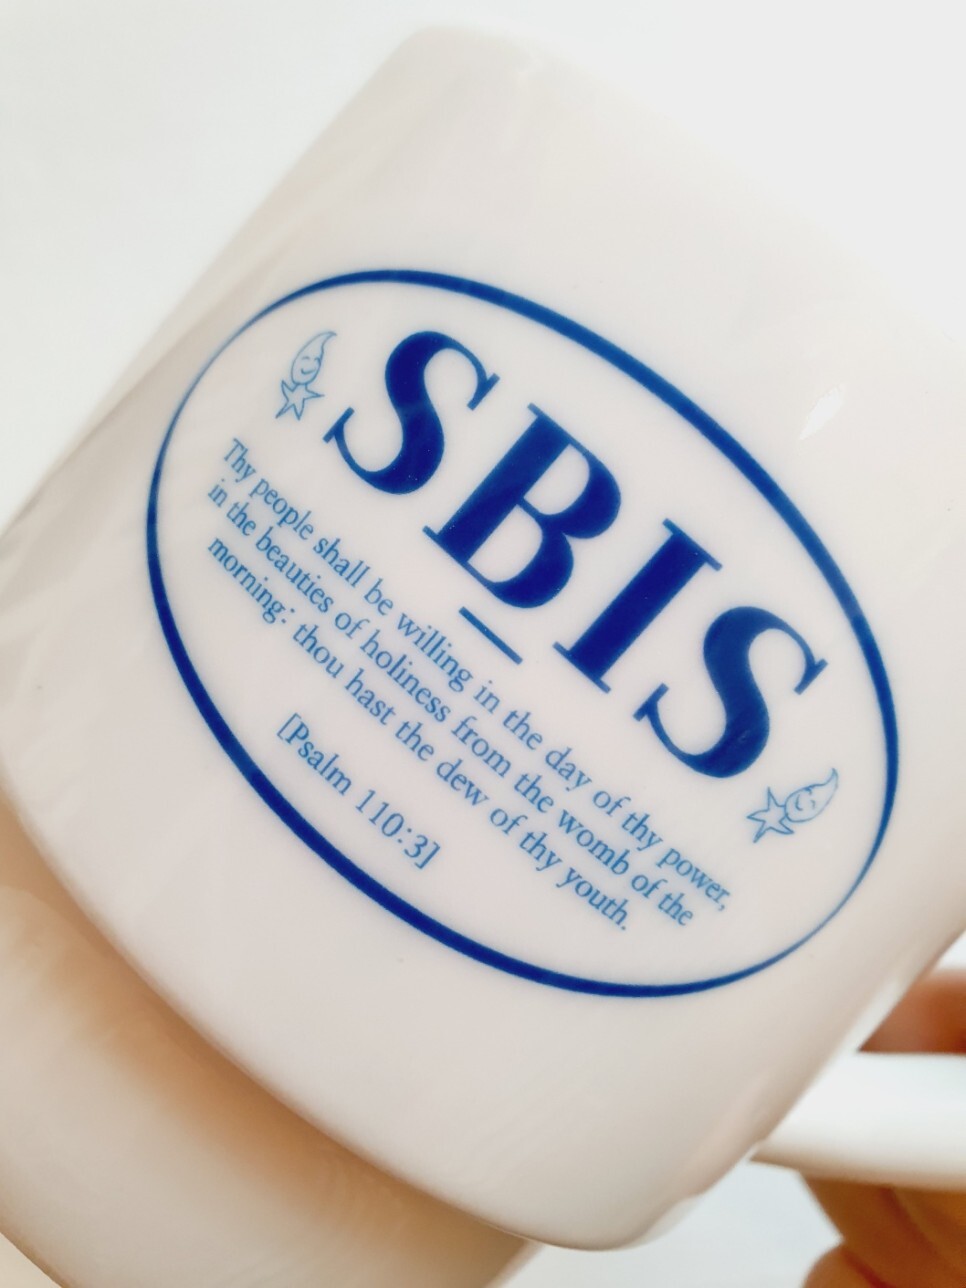 SBIS
Thy people shall be willing in the day of thy power,
in the beauties of holiness from the womb of the
morning: thou hast the dew of thy youth.
[Psalm 110:3]